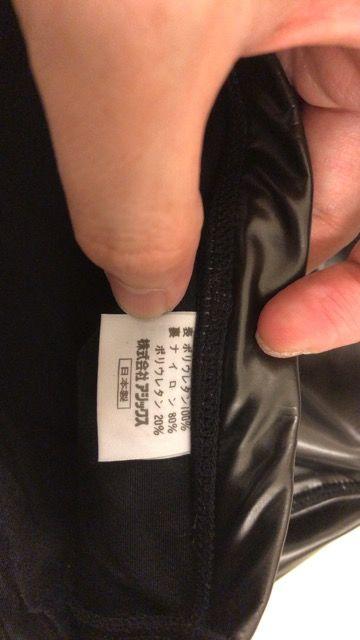 表 ポリウレタン100%
裏 ナイロン 80%
ポリウレタン 20%
株式会社 アシックス
日本製